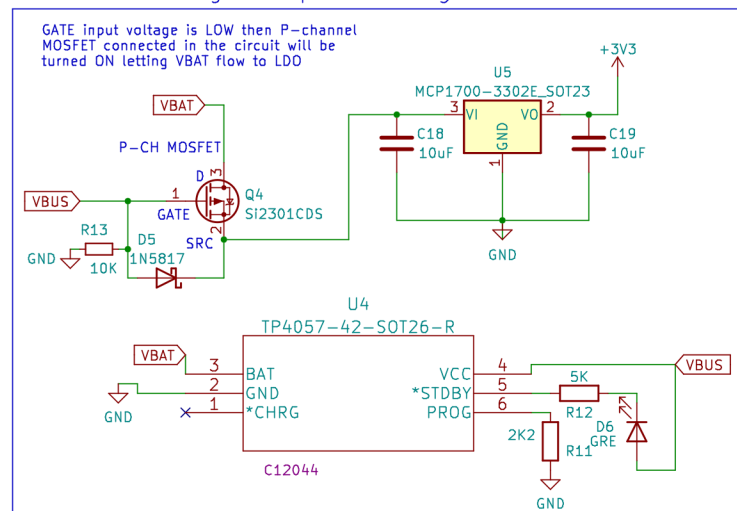 GATE input voltage is LOW then P-channel
MOSFET connected in the circuit will be
turned ON letting VBAT flow to LDO
+3V3
U5
MCP1700-3302E_SOT23
3 VI VO 2
GND
1
C18
10uF
C19
10uF
GND
VBAT
P-CH MOSFET
D 3
VBUS
1
GATE
Q4
Si2301CDS
2
SRC
R13
10K
GND
D5
1N5817
U4
TP4057-42-SOT26-R
VBAT
3 BAT
2 GND
1 *CHRG
GND
VCC 4
*STDBY 5
PROG 6
VBUS
5K
R12
D6
GRE
2K2
R11
GND
C12044